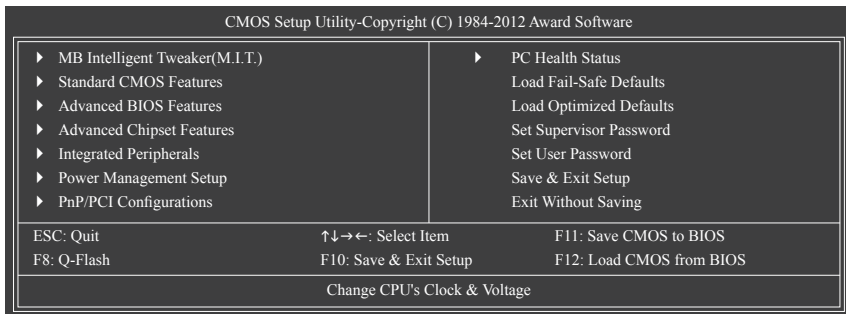 CMOS Setup Utility-Copyright (C) 1984-2012 Award Software
MB Intelligent Tweaker(M.I.T.)
Standard CMOS Features
Advanced BIOS Features
Advanced Chipset Features
Integrated Peripherals
Power Management Setup
PnP/PCI Configurations
PC Health Status
Load Fail-Safe Defaults
Load Optimized Defaults
Set Supervisor Password
Set User Password
Save & Exit Setup
Exit Without Saving
ESC: Quit ↑↓→←: Select Item F11: Save CMOS to BIOS
F8: Q-Flash F10: Save & Exit Setup F12: Load CMOS from BIOS
Change CPU's Clock & Voltage